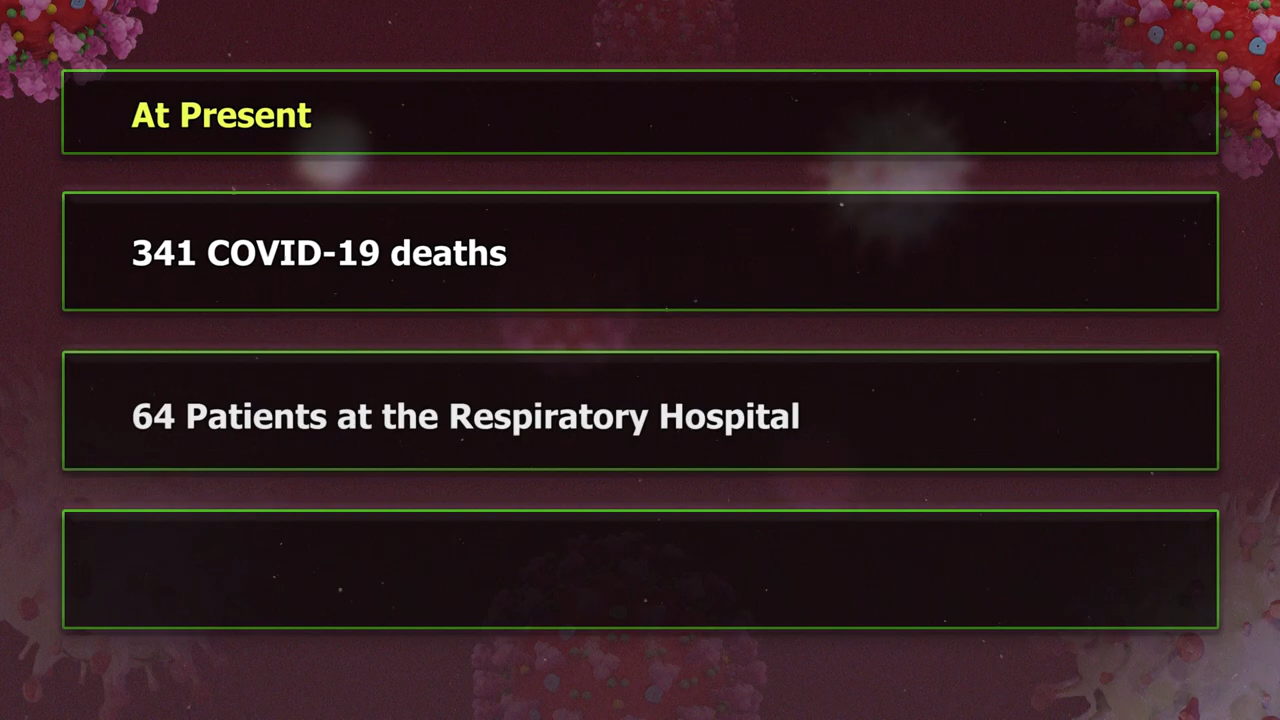 At Present
341 COVID-19 deaths
64 Patients at the Respiratory Hospital